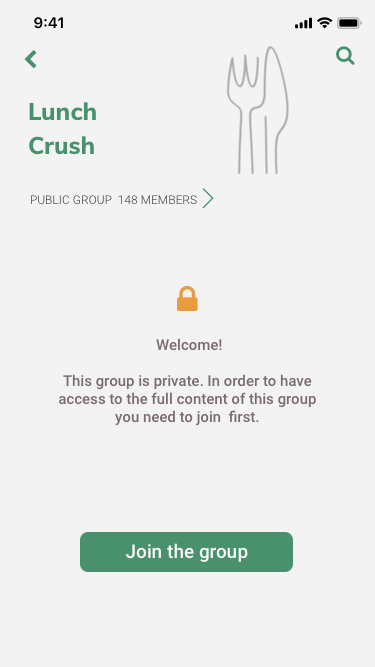 9:41
Lunch
Crush
PUBLIC GROUP  148 MEMBERS
Welcome!
This group is private. In order to have
access to the full content of this group
you need to join  first.
Join the group